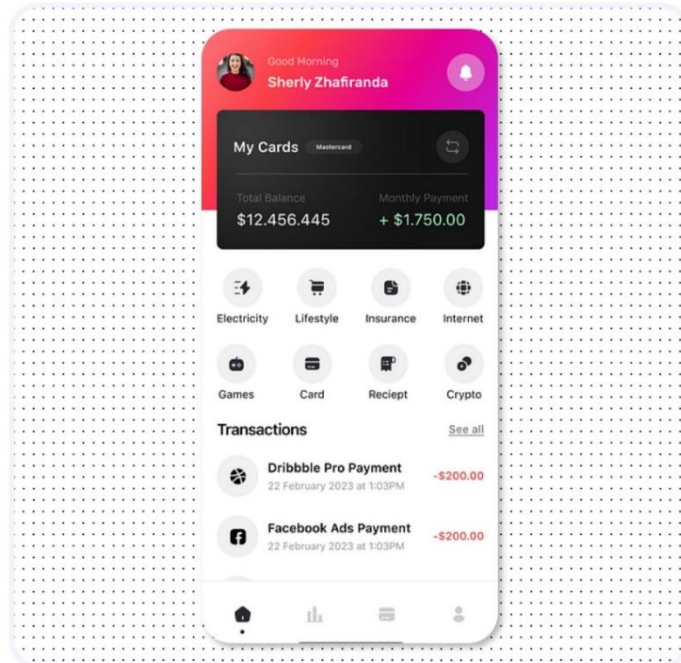 Good Morning
Sherly Zhafiranda
My Cards Mastercard
Total Balance Monthly Payment
$12.456.445 + $1.750.00
Electricity Lifestyle Insurance Internet
Games Card Reciept Crypto
Transactions See all
Dribbble Pro Payment
22 February 2023 at 1:03PM -$200.00
Facebook Ads Payment
22 February 2023 at 1:03PM -$200.00